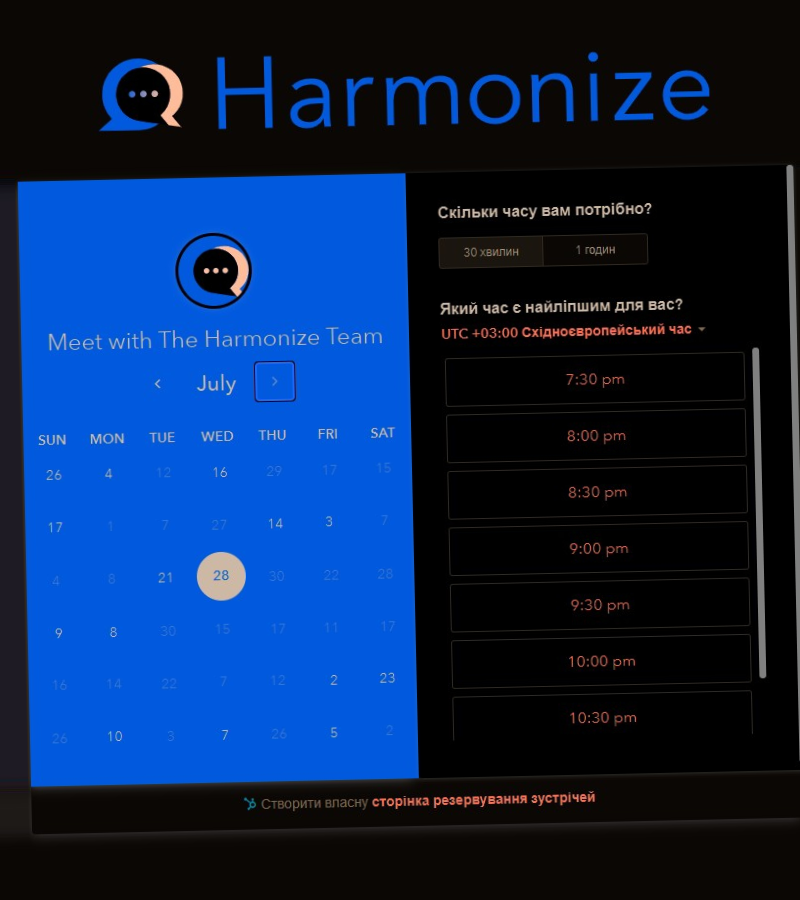 Harmonize
Meet with The Harmonize Team
July
SUN MON TUE WED THU FRI SAT
26 4 12 16 29 17 15
17 1 7 27 14 3 7
4 8 21 28 30 22 28
9 8 30 15 17 11 17
16 14 22 7 12 2 23
26 10 3 7 26 5 2
Скільки часу вам потрібно?
30 хвилин 1 годин
Який час є найліпшим для вас?
UTC +03:00 Східноєвропейський час
7:30 pm
8:00 pm
8:30 pm
9:00 pm
9:30 pm
10:00 pm
10:30 pm
Створити власну сторінка резервування зустрічей